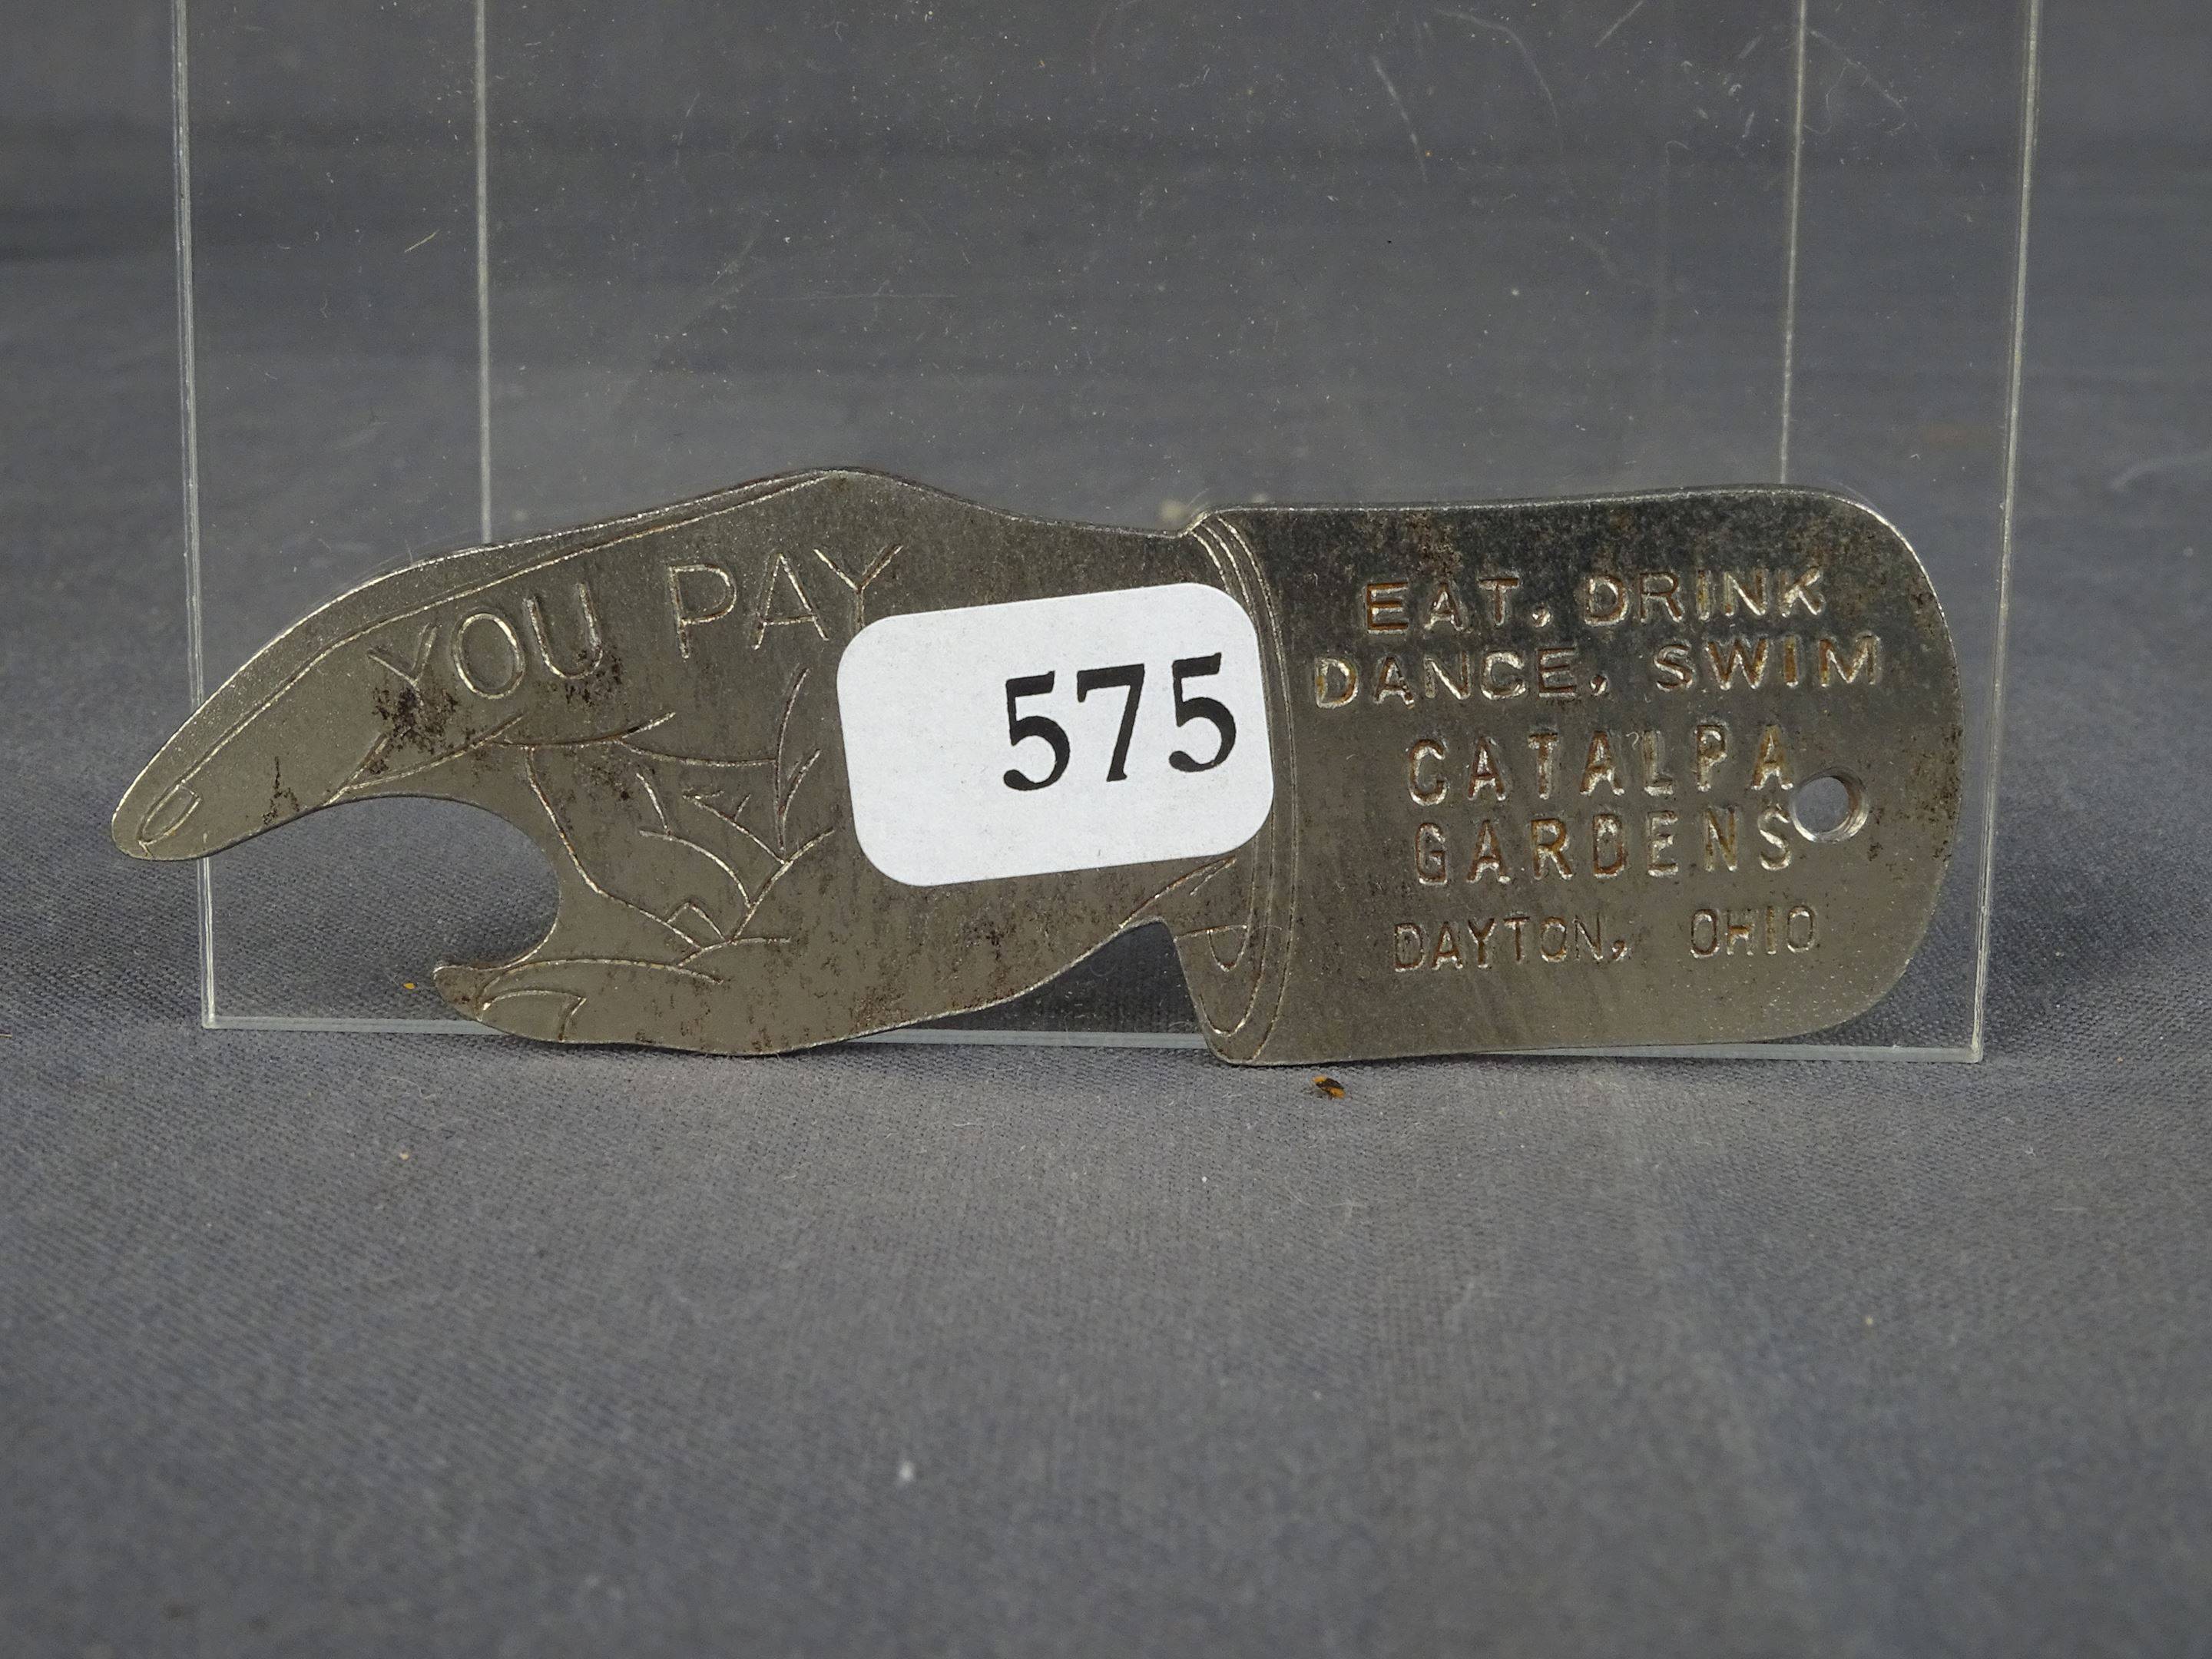 YOU PAY
575
EAT, DRINK
DANCE, SWIM
CATALPA
GARDENS
DAYTON, OHIO